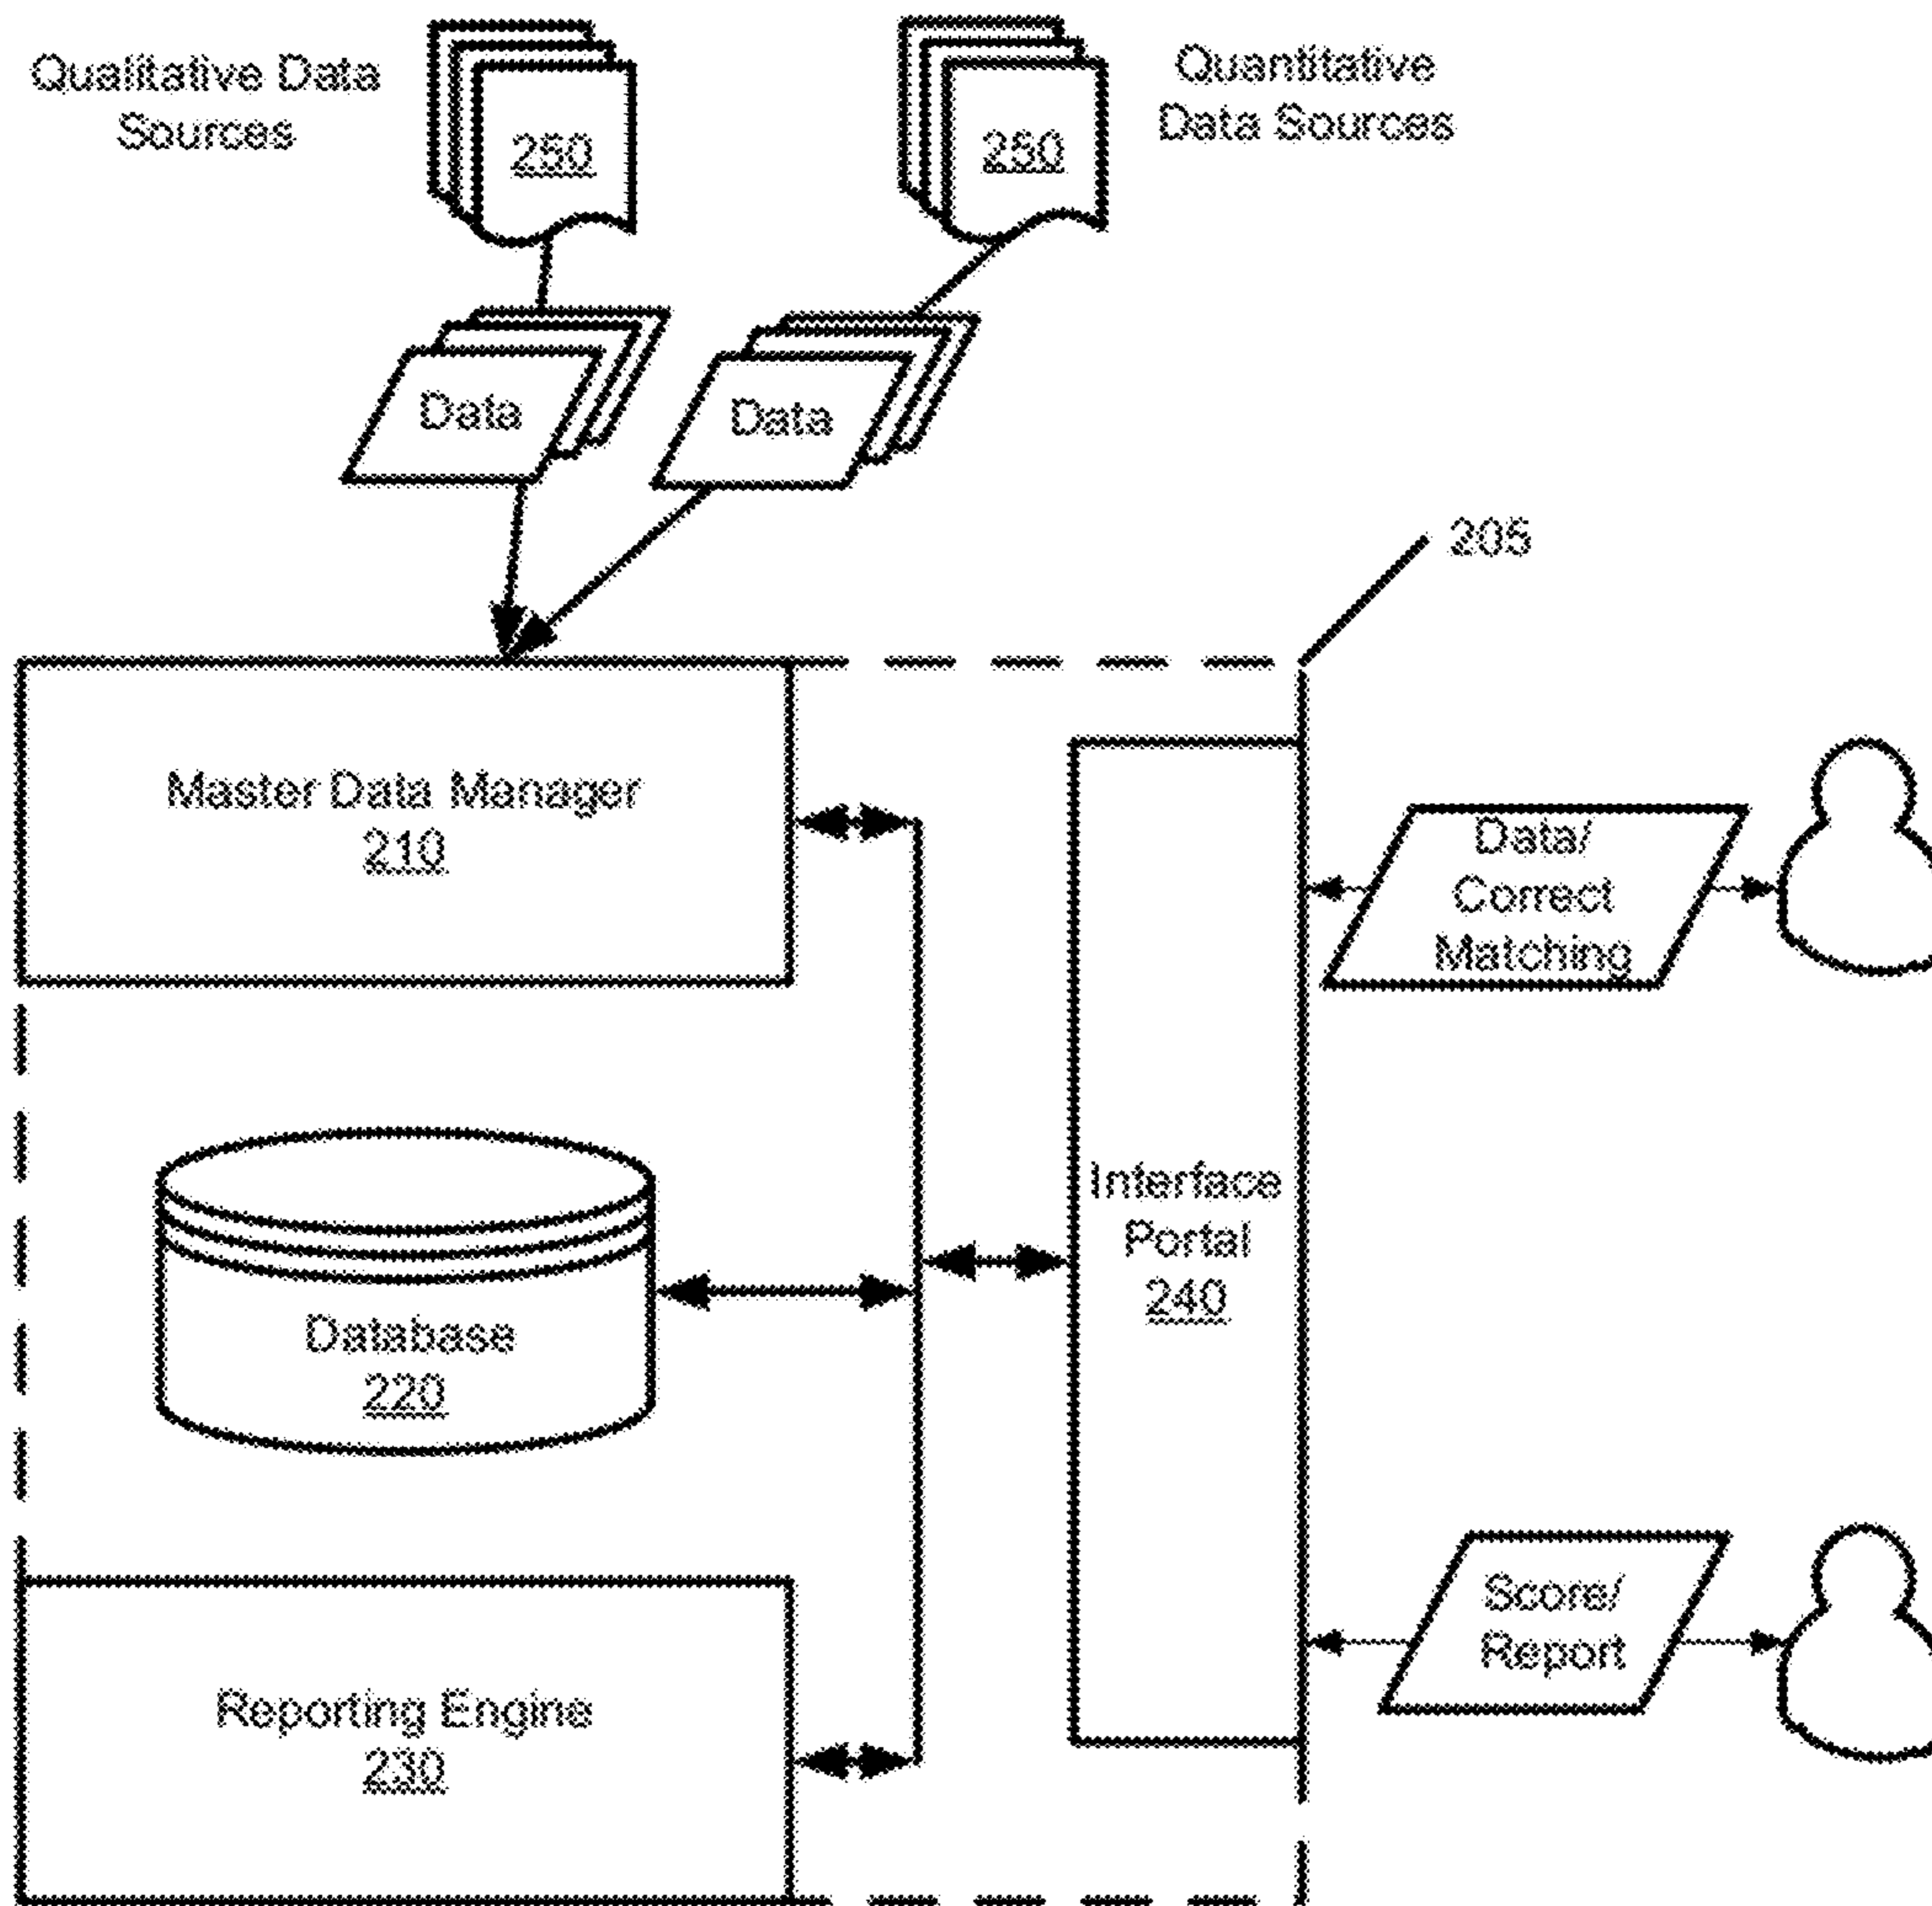 Qualitative Data
Sources
250
250
Quantitative
Data Sources
Data
Data
205
Master Data Manager
210
Data/
Correct
Matching
Interface
Portal
240
Database
220
Score/
Report
Reporting Engine
230